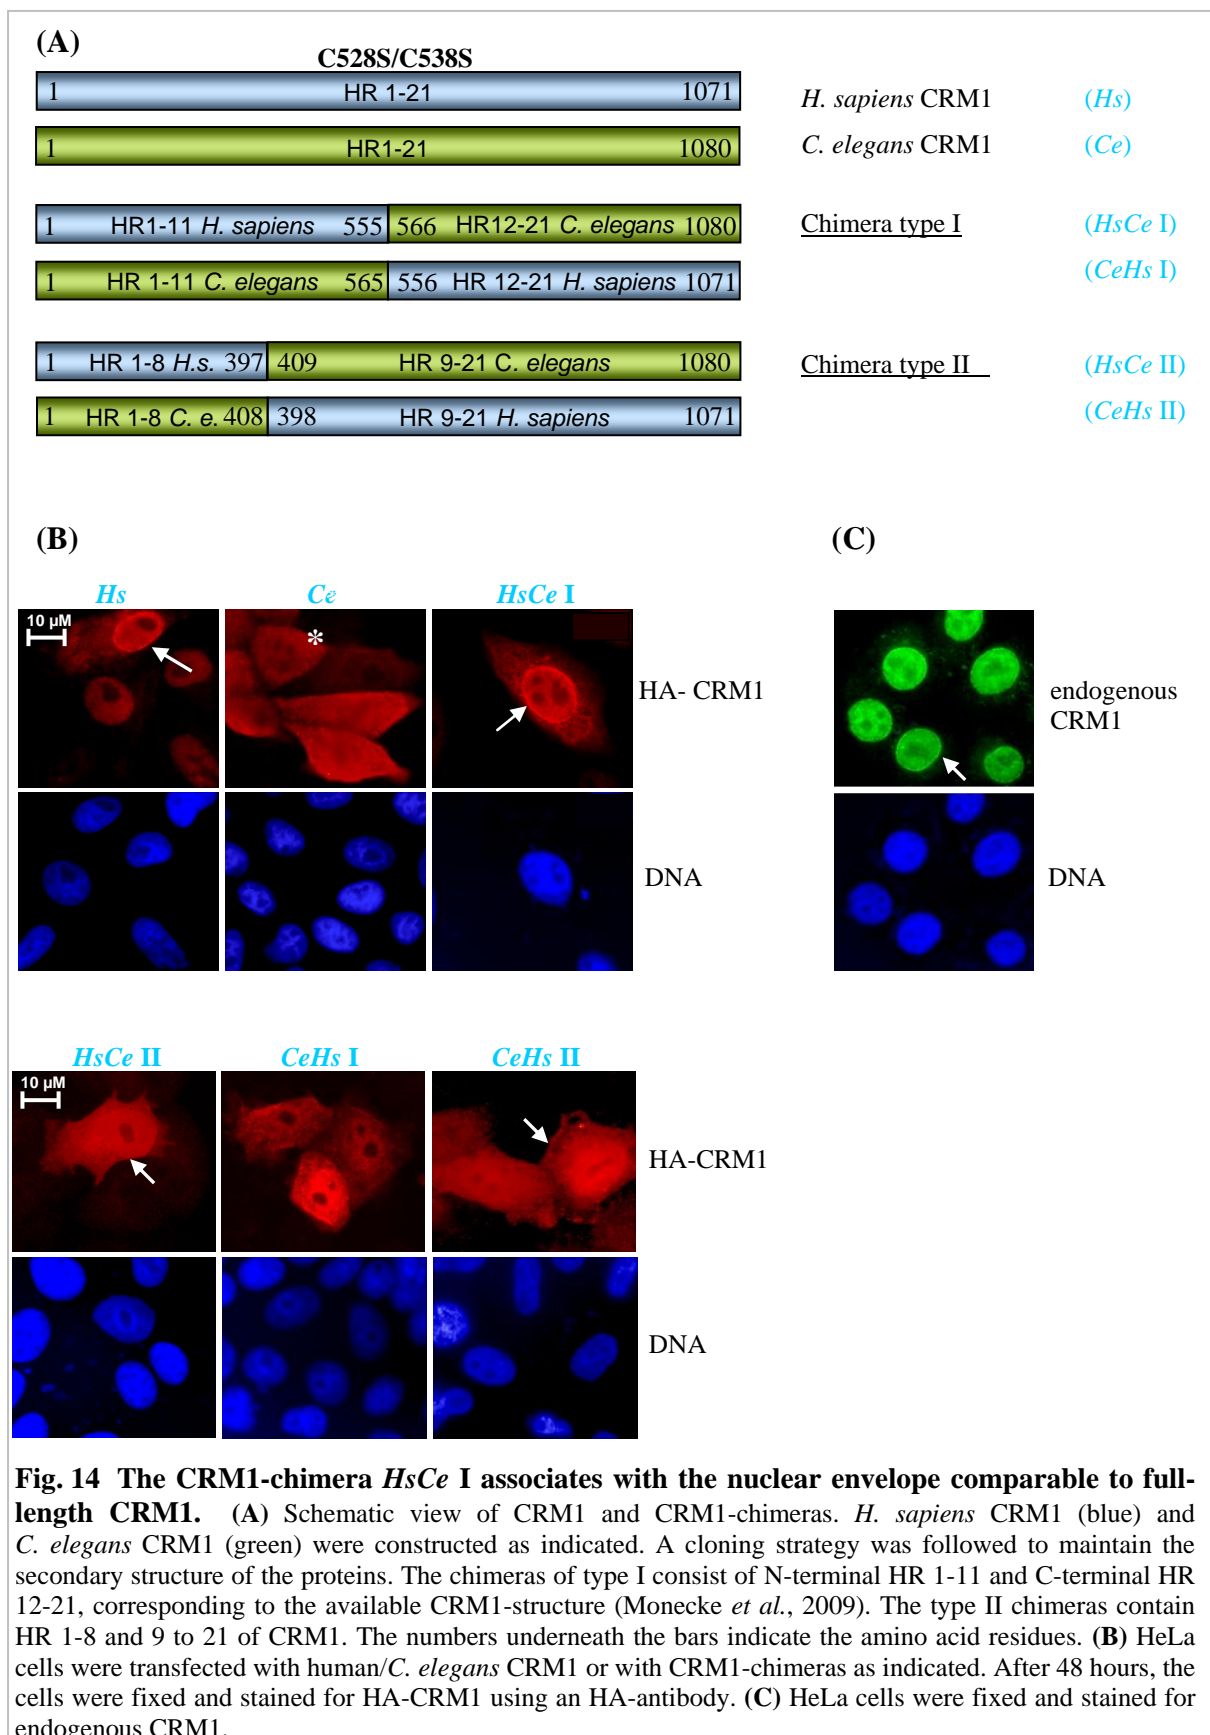 (A)
C528S/C538S
1 HR 1-21 1071 H. sapiens CRM1 (Hs)
1 HR1-21 1080 C. elegans CRM1 (Ce)
1 HR1-11 H. sapiens 555 566 HR12-21 C. elegans 1080 Chimera type I (HsCe I)
1 HR 1-11 C. elegans 565 556 HR 12-21 H. sapiens 1071 (CeHs I)
1 HR 1-8 H.s. 397 409 HR 9-21 C. elegans 1080 Chimera type II (HsCe II)
1 HR 1-8 C. e. 408 398 HR 9-21 H. sapiens 1071 (CeHs II)
(B) (C)
Hs Ce HsCe I
10 µM
*
HA- CRM1
endogenous
CRM1
DNA DNA
HsCe II CeHs I CeHs II
10 µM
HA-CRM1
DNA
Fig. 14 The CRM1-chimera HsCe I associates with the nuclear envelope comparable to full-
length CRM1. (A) Schematic view of CRM1 and CRM1-chimeras. H. sapiens CRM1 (blue) and
C. elegans CRM1 (green) were constructed as indicated. A cloning strategy was followed to maintain the
secondary structure of the proteins. The chimeras of type I consist of N-terminal HR 1-11 and C-terminal HR
12-21, corresponding to the available CRM1-structure (Monecke et al., 2009). The type II chimeras contain
HR 1-8 and 9 to 21 of CRM1. The numbers underneath the bars indicate the amino acid residues. (B) HeLa
cells were transfected with human/C. elegans CRM1 or with CRM1-chimeras as indicated. After 48 hours, the
cells were fixed and stained for HA-CRM1 using an HA-antibody. (C) HeLa cells were fixed and stained for
endogenous CRM1.